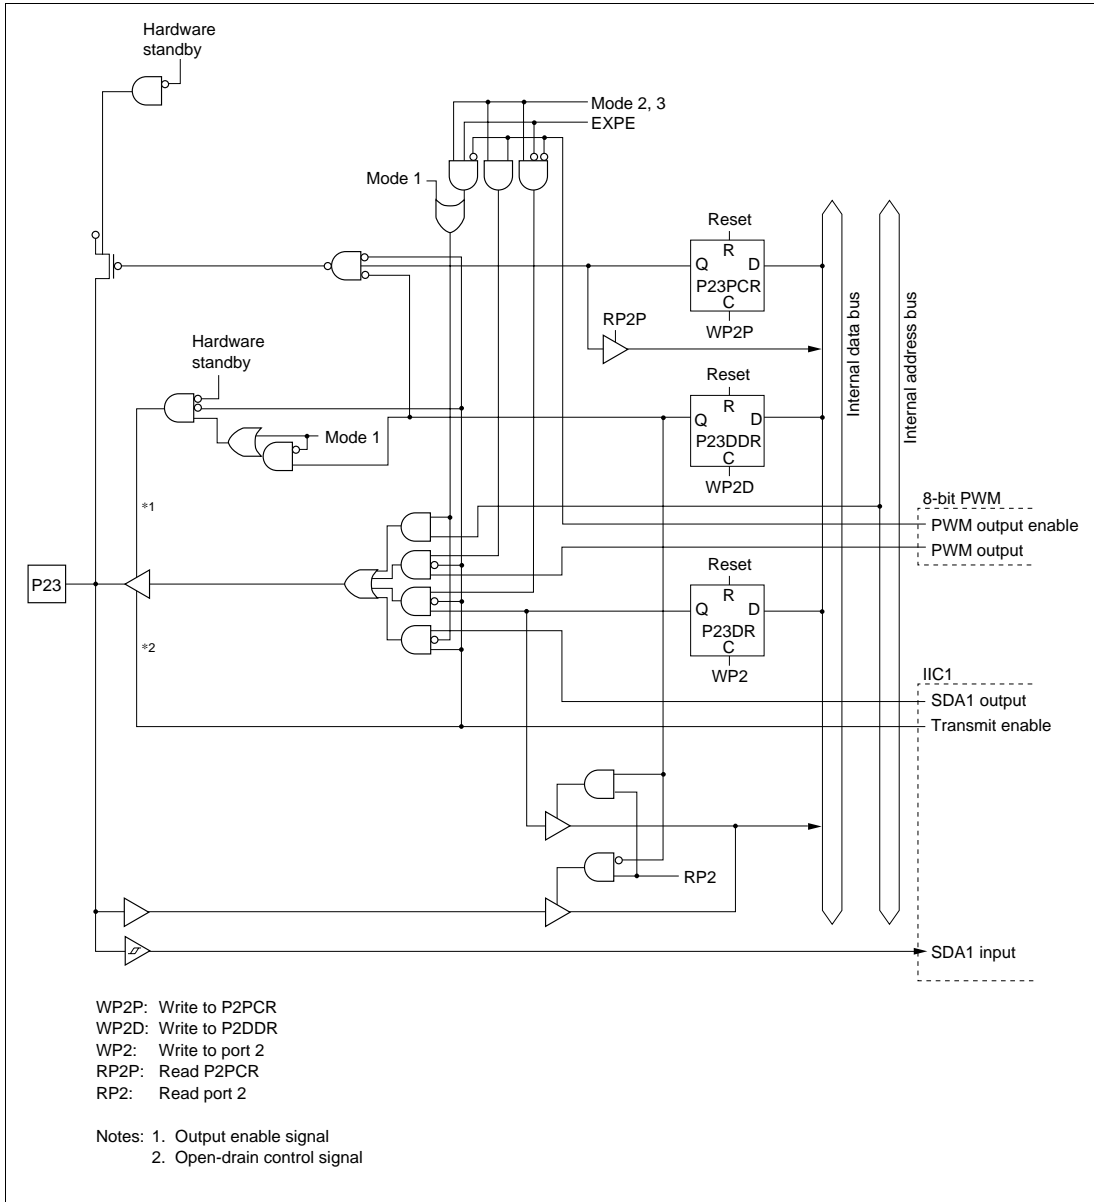 Hardware
standby
Mode 2, 3
EXPE
Mode 1
Reset
R
Q D
P23PCR
C
WP2P
RP2P
Internal data bus
Internal address bus
Hardware
standby
Reset
R
Q D
P23DDR
C
WP2D
Mode 1
*1
8-bit PWM
PWM output enable
PWM output
P23
Reset
R
Q D
P23DR
C
WP2
*2
IIC1
SDA1 output
Transmit enable
RP2
SDA1 input
WP2P: Write to P2PCR
WP2D: Write to P2DDR
WP2: Write to port 2
RP2P: Read P2PCR
RP2: Read port 2
Notes: 1. Output enable signal
2. Open-drain control signal